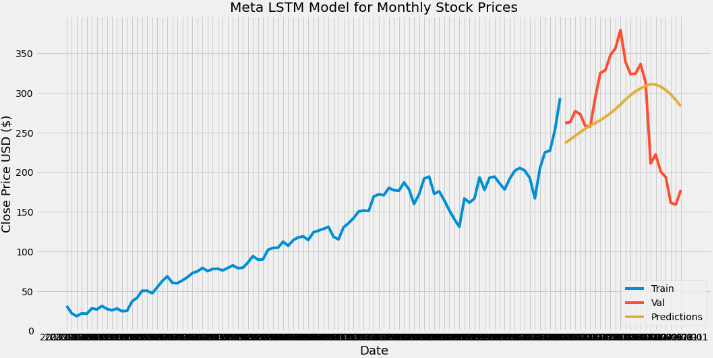 Meta LSTM Model for Monthly Stock Prices
Close Price USD ($)
350
300
250
200
150
100
50
0
Train
Val
Predictions
Date